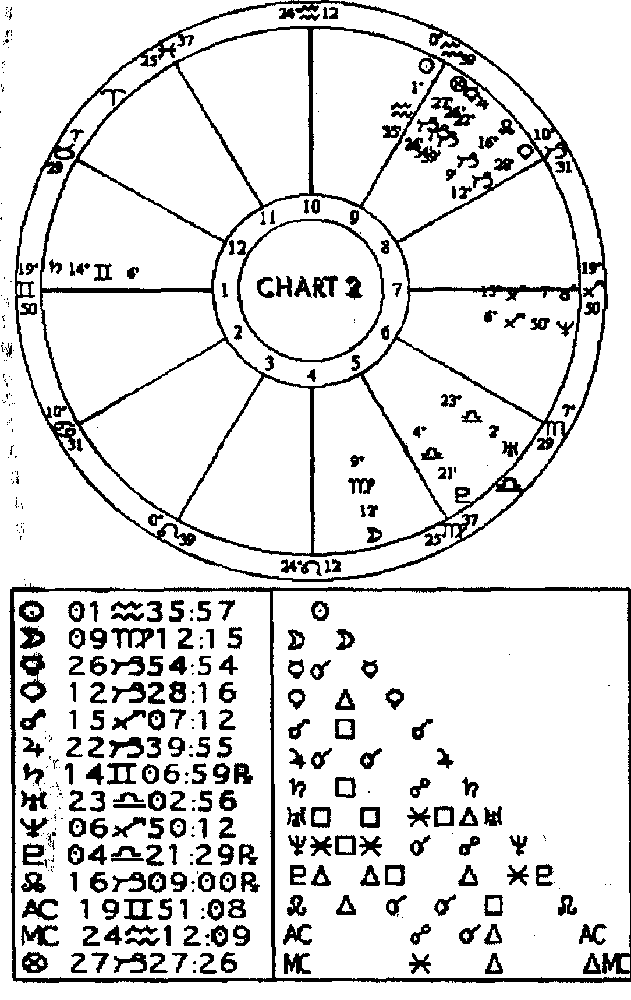 24° ♒ 12
0° ♒ 39
25 ♓ 37
♈
☉
1°
♒
35'
⊗ ☿ ♃
27° 26° 22°
♑ ♑ ♑
39'
☊
16°
♑
9'
♀
28'
♑
12°
10° ♑ 31
♈
♉
29
11
10
9
12
8
19°
♊
50
♄ 14° ♊ 6'
1
CHART 2
7
7' ♂
19°
♐
50
6° ♐ 50' ♆
2
6
3
5
4
10°
♋
31
23°
♎
2'
♅
4°
♎
21'
♇
7°
♏
29
9°
♍
12'
☽
♎
0° ♌ 39
25 ♍ 37
24° ♌ 12
☉ 01 ♒ 35:57
☽ 09 ♍ 12:15
☿ 26 ♑ 54:54
♀ 12 ♑ 28:16
♂ 15 ♐ 07:12
♃ 22 ♑ 39:55
♄ 14 ♊ 06:59 ℞
♅ 23 ♎ 02:56
♆ 06 ♐ 50:12
♇ 04 ♎ 21:29 ℞
☊ 16 ♑ 09:00 ℞
AC 19 ♊ 51:08
MC 24 ♒ 12:09
⊗ 27 ♑ 27:26
☉
☽ ☽
☿ ☌ ☿
♀ △ ♀
♂ □ ♂
♃ ☌ ☌ ♃
♄ □ ☍ ♄
♅ □ □ ⚹ □ △ ♅
♆ ⚹ □ ⚹ ☌ ☍ ♆
♇ △ △ □ △ ⚹ ♇
☊ △ ☌ ☌ □ ☊
AC ☍ ☌ △ AC
MC ⚹ △ △ MC